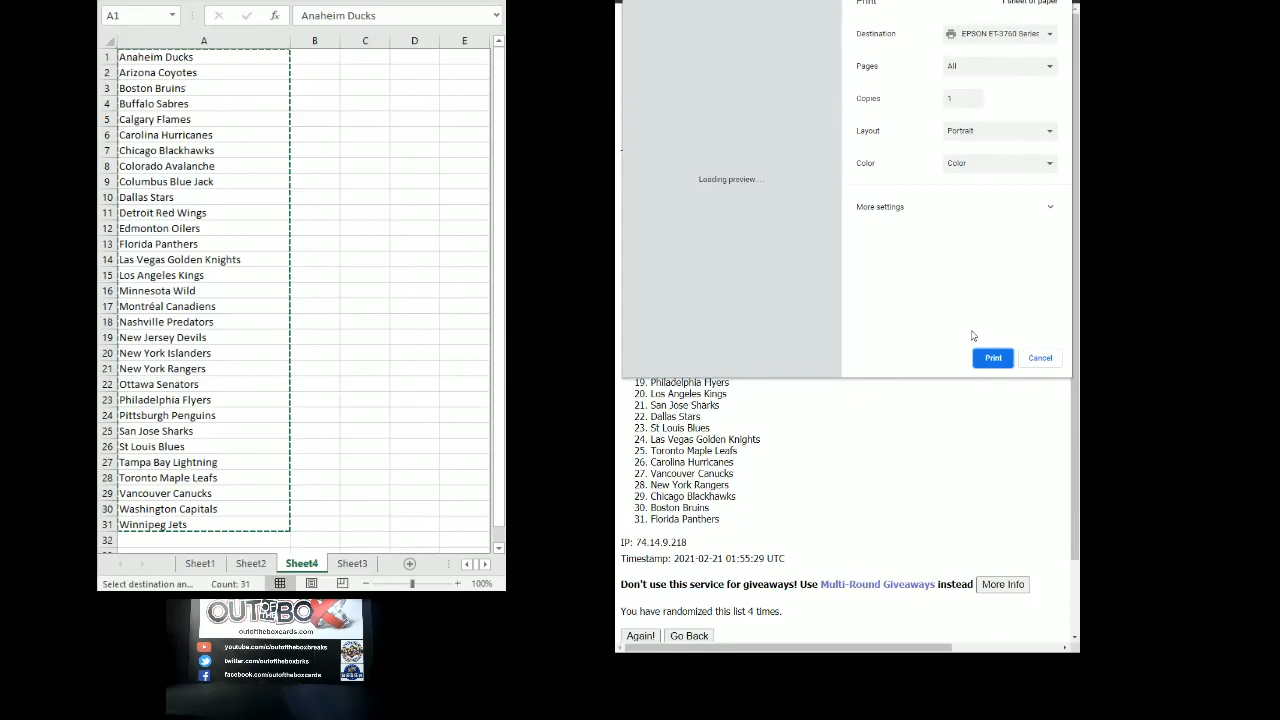 A1
fx
Anaheim Ducks
A B C D E
1 Anaheim Ducks
2 Arizona Coyotes
3 Boston Bruins
4 Buffalo Sabres
5 Calgary Flames
6 Carolina Hurricanes
7 Chicago Blackhawks
8 Colorado Avalanche
9 Columbus Blue Jack
10 Dallas Stars
11 Detroit Red Wings
12 Edmonton Oilers
13 Florida Panthers
14 Las Vegas Golden Knights
15 Los Angeles Kings
16 Minnesota Wild
17 Montréal Canadiens
18 Nashville Predators
19 New Jersey Devils
20 New York Islanders
21 New York Rangers
22 Ottawa Senators
23 Philadelphia Flyers
24 Pittsburgh Penguins
25 San Jose Sharks
26 St Louis Blues
27 Tampa Bay Lightning
28 Toronto Maple Leafs
29 Vancouver Canucks
30 Washington Capitals
31 Winnipeg Jets
32
Sheet1 Sheet2 Sheet4 Sheet3
Select destination an... Count: 31 100%
OUT OF THE BOX
outoftheboxcards.com
youtube.com/c/outoftheboxbreaks
twitter.com/outoftheboxbrks
facebook.com/outoftheboxcards
Print 1 sheet of paper
Destination EPSON ET-3760 Series
Pages All
Copies 1
Layout Portrait
Color Color
Loading preview...
More settings
Print Cancel
19. Philadelphia Flyers
20. Los Angeles Kings
21. San Jose Sharks
22. Dallas Stars
23. St Louis Blues
24. Las Vegas Golden Knights
25. Toronto Maple Leafs
26. Carolina Hurricanes
27. Vancouver Canucks
28. New York Rangers
29. Chicago Blackhawks
30. Boston Bruins
31. Florida Panthers
IP: 74.14.9.218
Timestamp: 2021-02-21 01:55:29 UTC
Don't use this service for giveaways! Use Multi-Round Giveaways instead More Info
You have randomized this list 4 times.
Again! Go Back